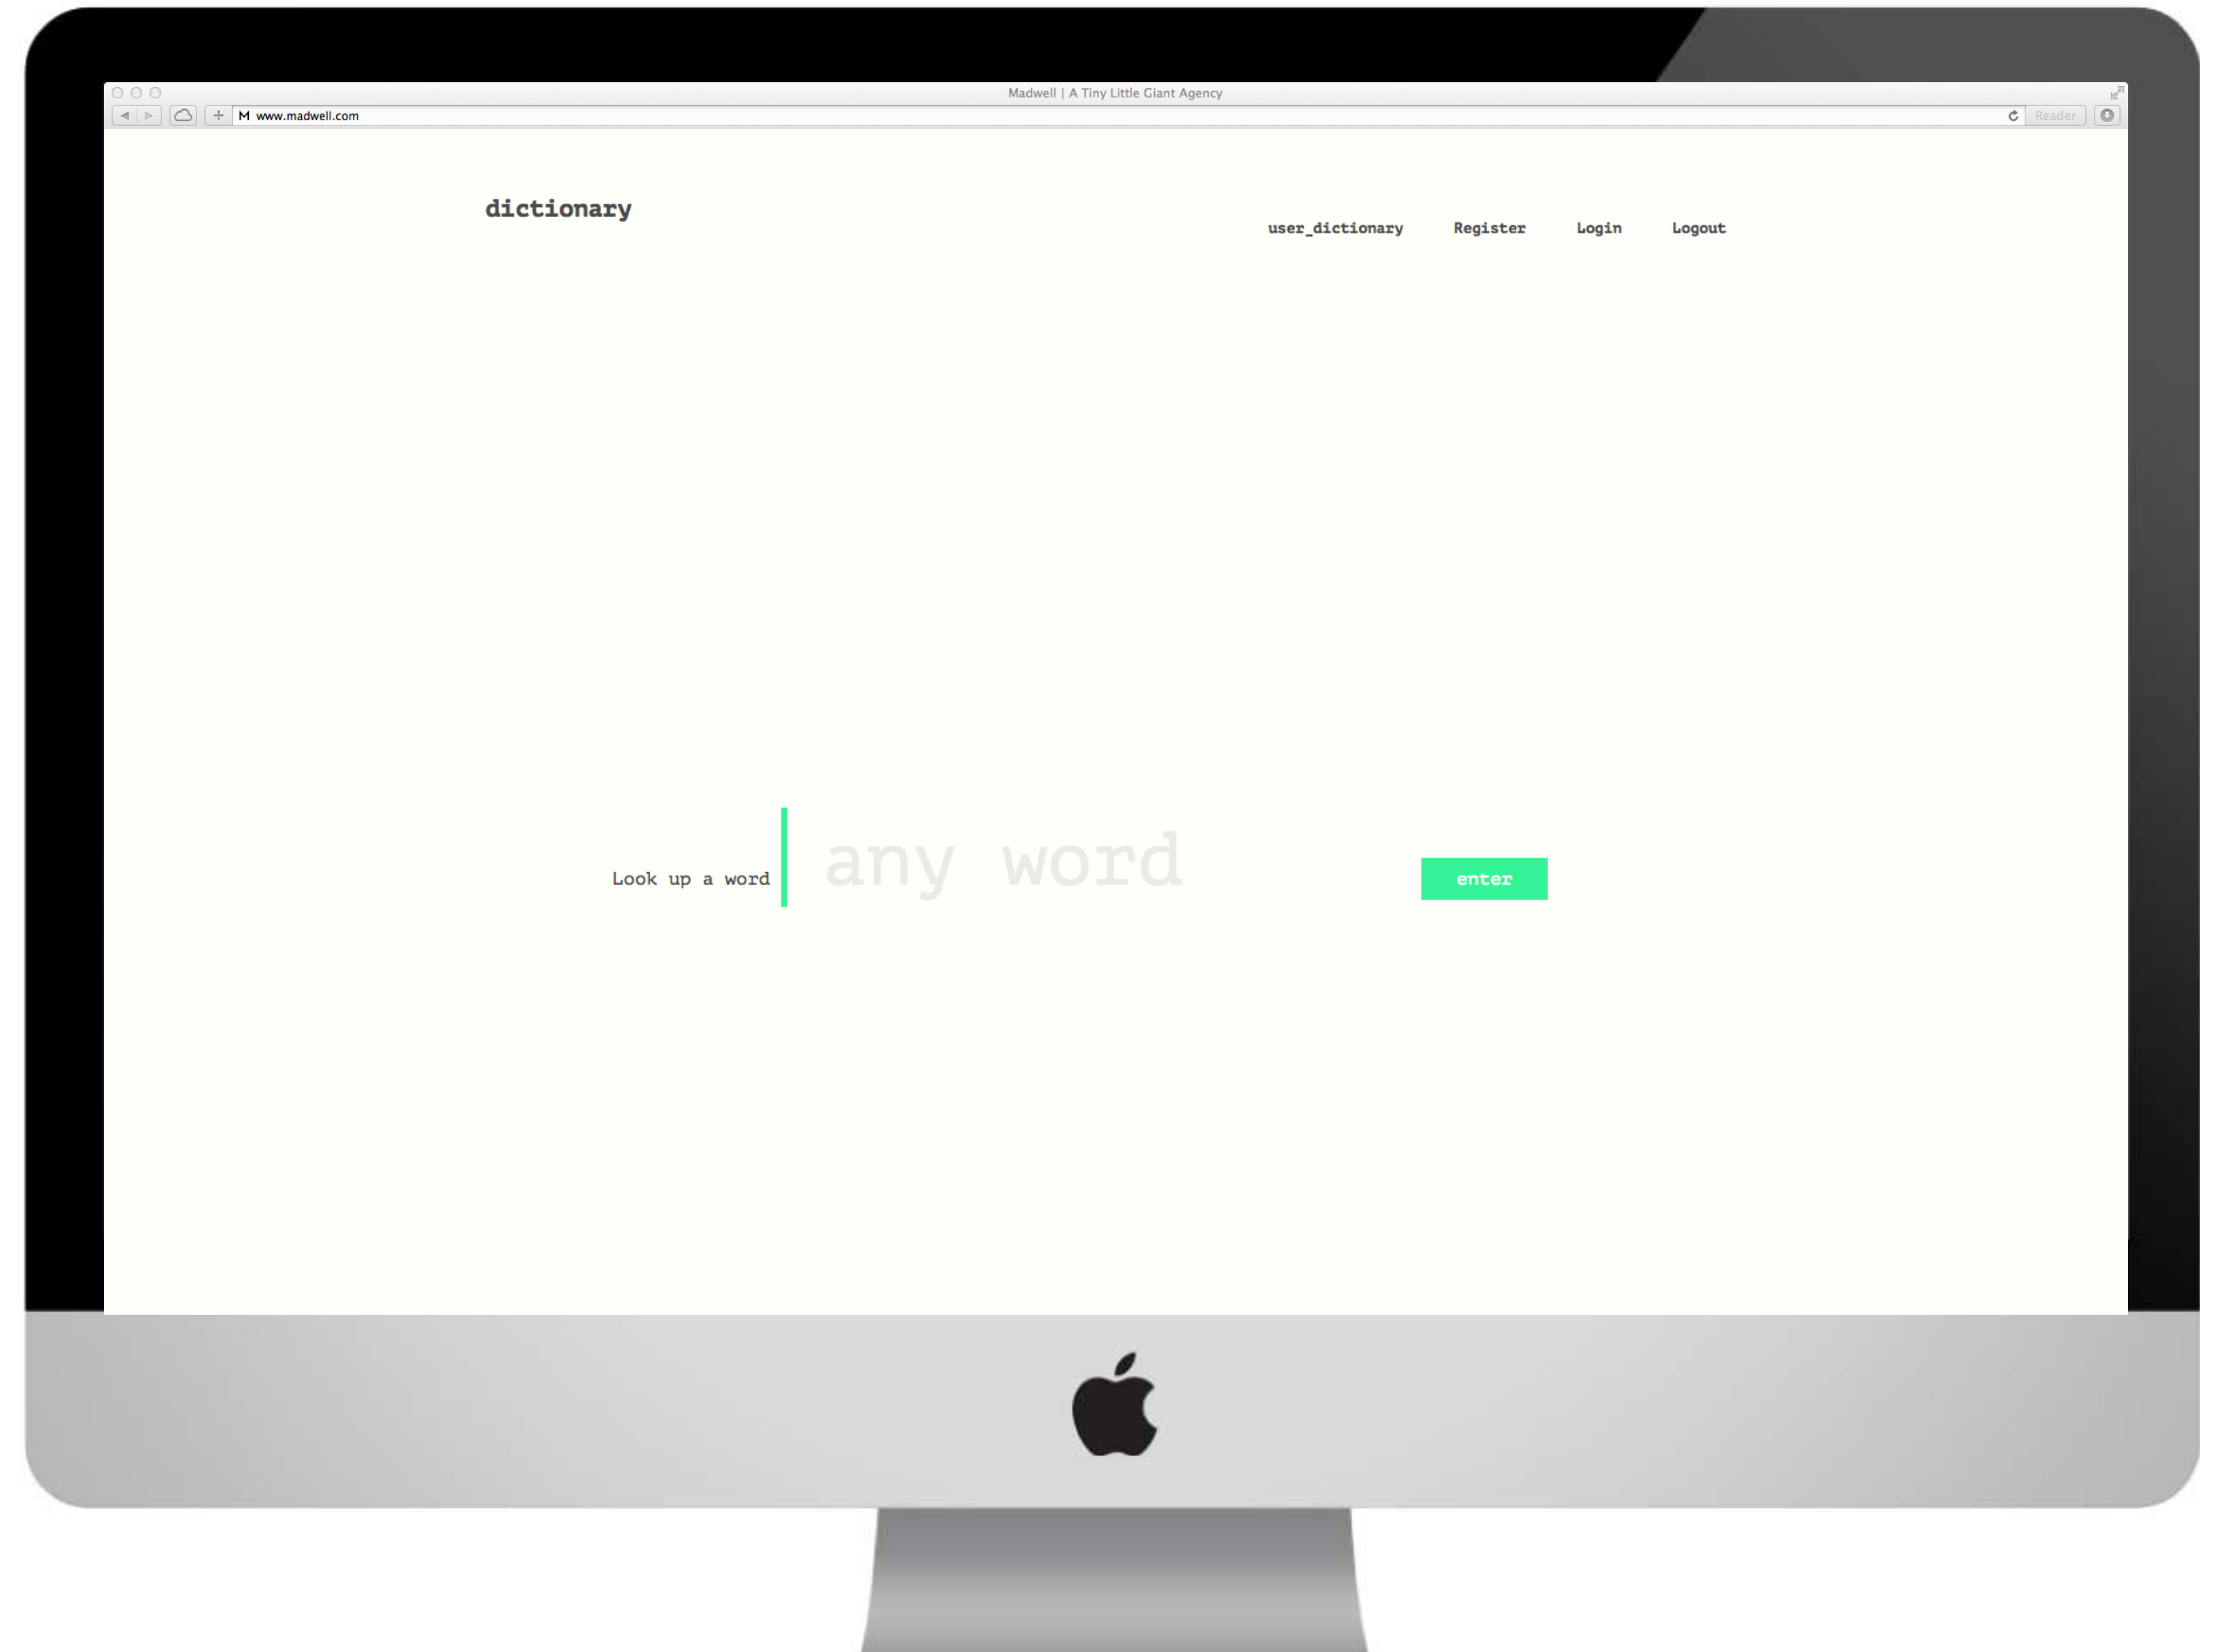 Madwell | A Tiny Little Giant Agency
M www.madwell.com
Reader
dictionary
user_dictionary Register Login Logout
Look up a word any word enter